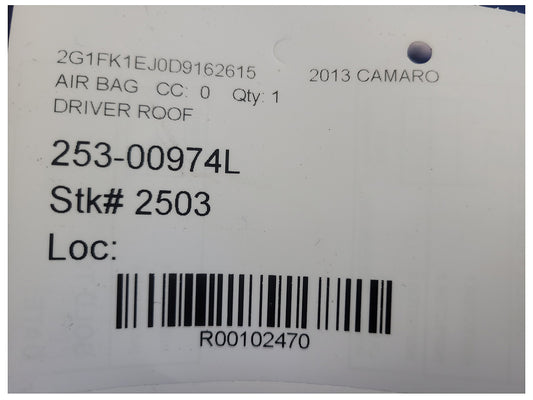 2G1FK1EJ0D9162615 2013 CAMARO
AIR BAG CC: 0 Qty: 1
DRIVER ROOF
253-00974L
Stk# 2503
Loc:
R00102470